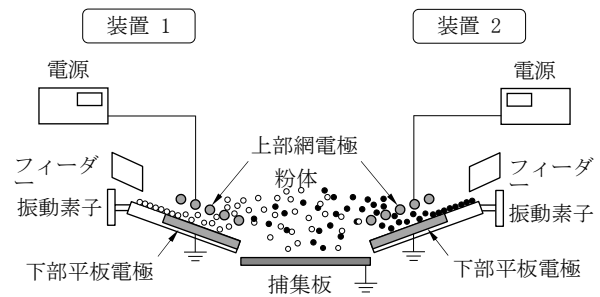 装置 1
装置 2
電源
電源
上部網電極
粉体
フィーダ
ー
フィーダ
ー
振動素子
振動素子
下部平板電極
下部平板電極
捕集板